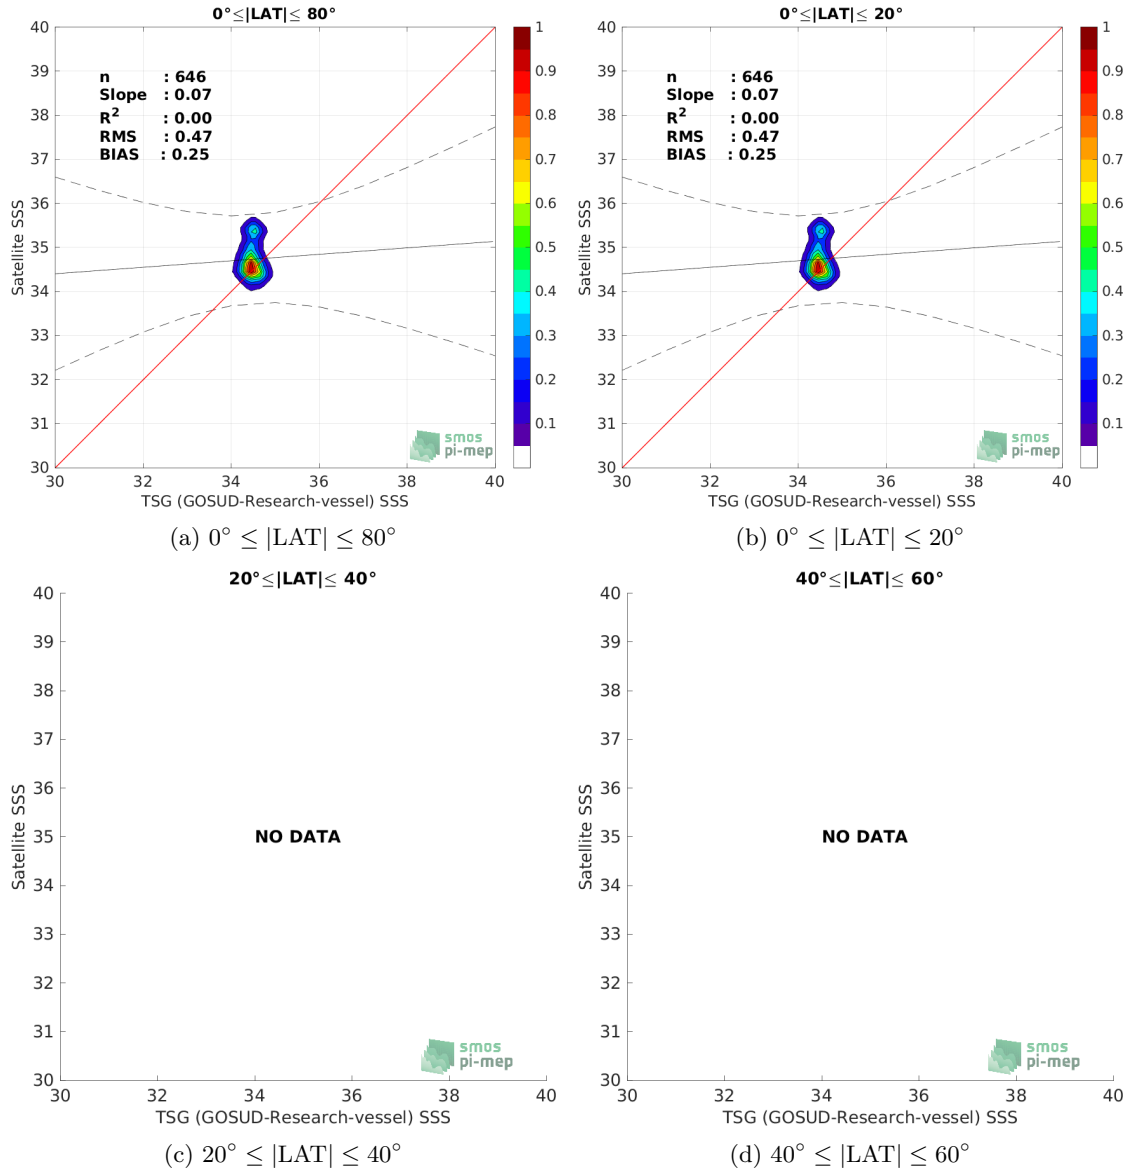 0°≤|LAT|≤ 80°
n : 646
Slope : 0.07
R² : 0.00
RMS : 0.47
BIAS : 0.25
40
39
38
37
36
35
34
33
32
31
30
Satellite SSS
30 32 34 36 38 40
TSG (GOSUD-Research-vessel) SSS
1
0.9
0.8
0.7
0.6
0.5
0.4
0.3
0.2
0.1
smos
pi-mep
(a) 0° ≤ |LAT| ≤ 80°
0°≤|LAT|≤ 20°
n : 646
Slope : 0.07
R² : 0.00
RMS : 0.47
BIAS : 0.25
40
39
38
37
36
35
34
33
32
31
30
Satellite SSS
30 32 34 36 38 40
TSG (GOSUD-Research-vessel) SSS
1
0.9
0.8
0.7
0.6
0.5
0.4
0.3
0.2
0.1
smos
pi-mep
(b) 0° ≤ |LAT| ≤ 20°
20°≤|LAT|≤ 40°
40
39
38
37
36
35
34
33
32
31
30
Satellite SSS
NO DATA
smos
pi-mep
30 32 34 36 38 40
TSG (GOSUD-Research-vessel) SSS
(c) 20° ≤ |LAT| ≤ 40°
40°≤|LAT|≤ 60°
40
39
38
37
36
35
34
33
32
31
30
Satellite SSS
NO DATA
smos
pi-mep
30 32 34 36 38 40
TSG (GOSUD-Research-vessel) SSS
(d) 40° ≤ |LAT| ≤ 60°